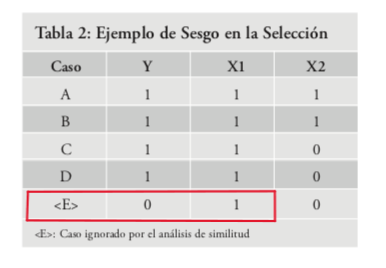 Tabla 2: Ejemplo de Sesgo en la Selección
Caso Y X1 X2
A 1 1 1
B 1 1 1
C 1 1 0
D 1 1 0
<E> 0 1 0
<E>: Caso ignorado por el análisis de similitud